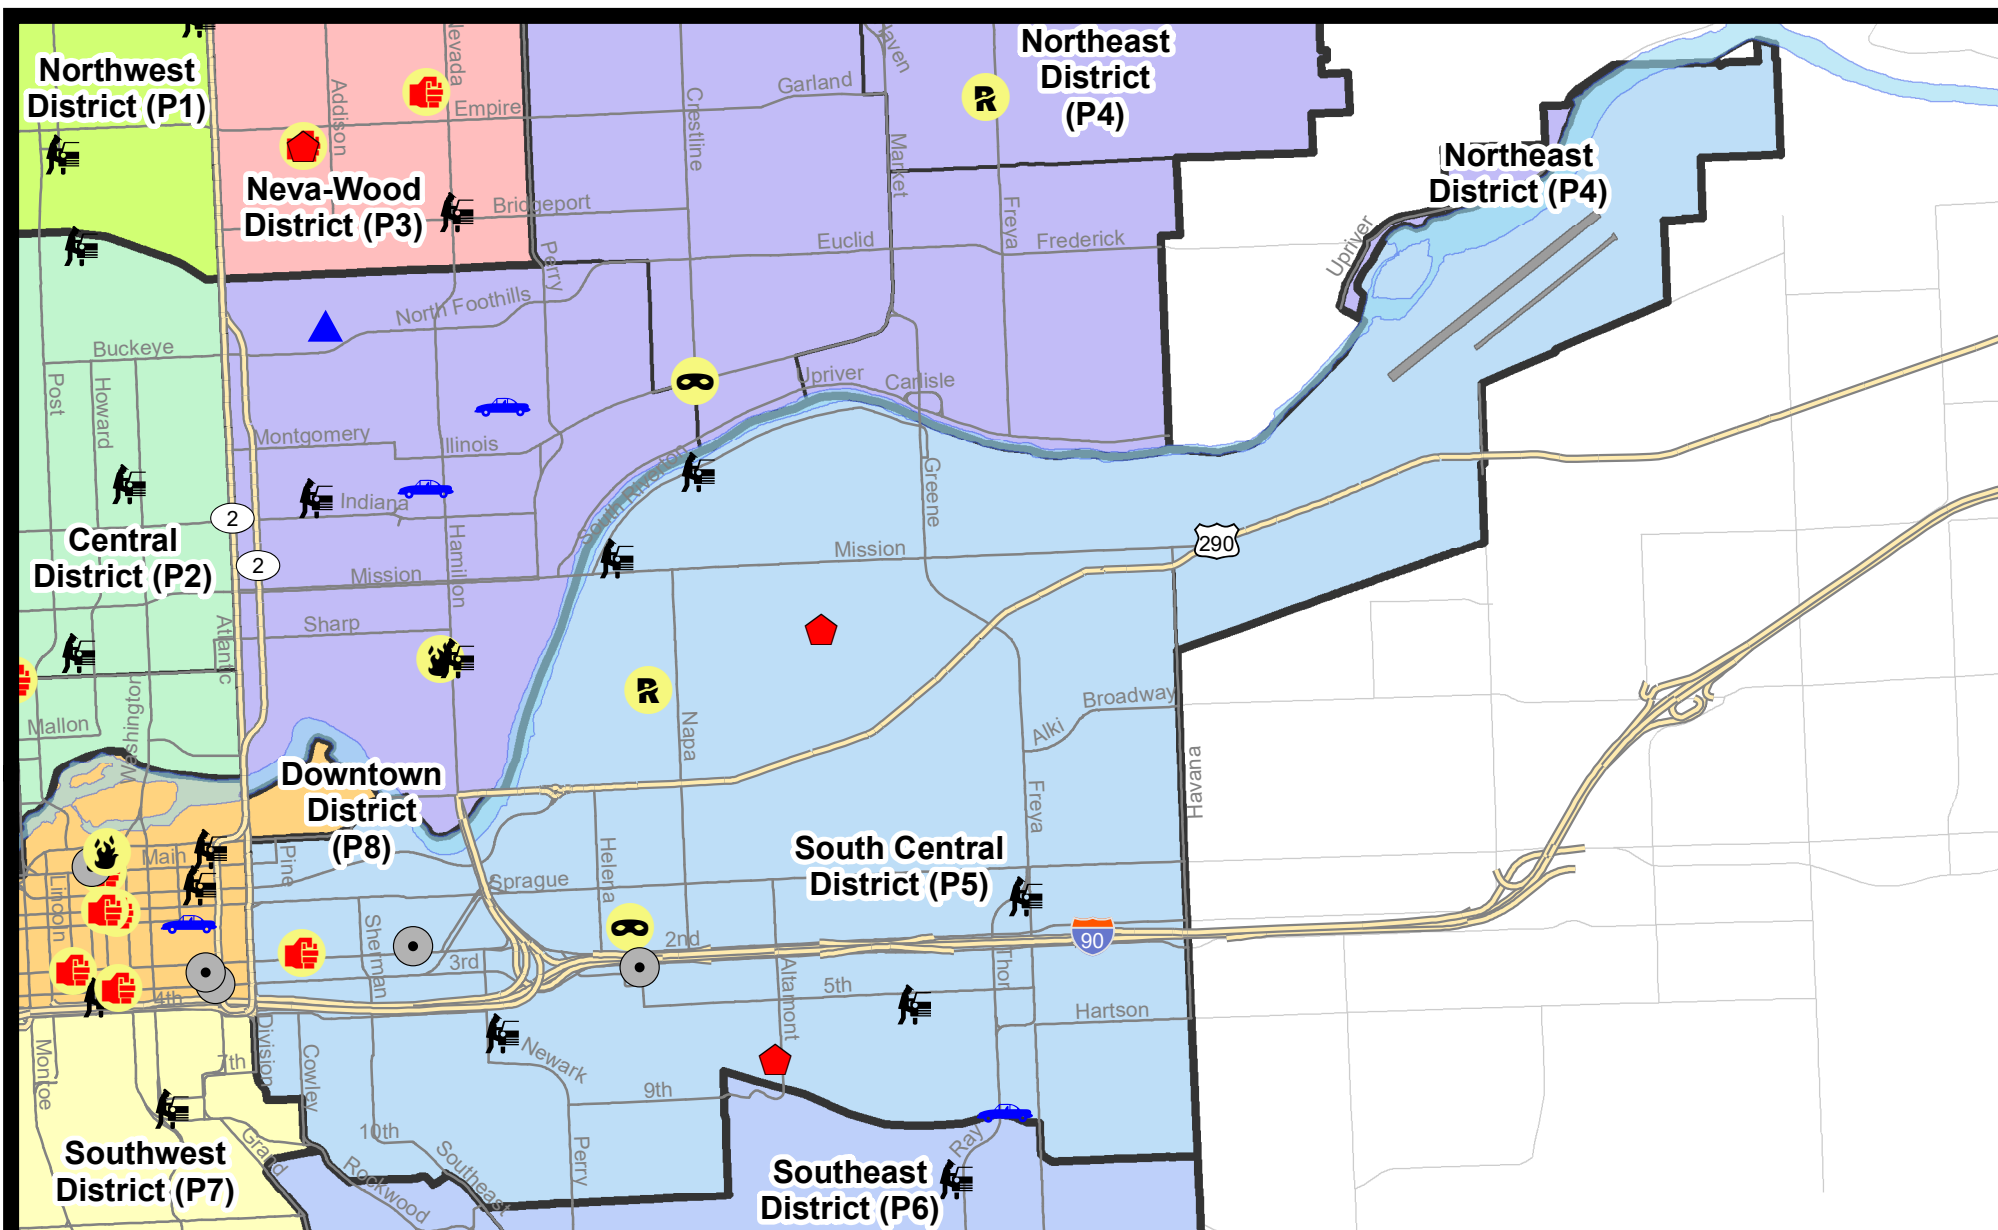 Northwest
District (P1)
Addison
Nevada
Empire
Neva-Wood
District (P3)
Bridgeport
Perry
Crestline
Garland
Haven
Market
Northeast
District
(P4)
Freya
Euclid
Frederick
Northeast
District (P4)
Upriver
North Foothills
Buckeye
Post
Howard
Montgomery
Illinois
Indiana
Hamilton
Upriver
Carlisle
South Riverton
Greene
Central
District (P2)
2
2
Mission
Mission
290
Sharp
Atlantic
Washington
Mallon
Napa
Broadway
Alki
Freya
Havana
Downtown
District
(P8)
Main
Lincoln
Pine
Sprague
Helena
South Central
District (P5)
Sherman
3rd
2nd
90
4th
Altamont
5th
Thor
Hartson
Monroe
7th
Division
Cowley
Newark
9th
Grand
10th
Rockwood
Southeast
Perry
Ray
Southwest
District (P7)
Southeast
District (P6)